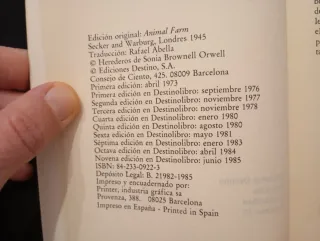 Edición original: Animal Farm
Secker and Warburg, Londres 1945
Traducción: Rafael Abella
© Herederos de Sonia Brownell Orwell
© Ediciones Destino, S.A.
Consejo de Ciento, 425. 08009 Barcelona
Primera edición: abril 1973
Primera edición en Destinolibro: septiembre 1976
Segunda edición en Destinolibro: noviembre 1977
Tercera edición en Destinolibro: noviembre 1978
Cuarta edición en Destinolibro: enero 1980
Quinta edición en Destinolibro: agosto 1980
Sexta edición en Destinolibro: mayo 1981
Séptima edición en Destinolibro: enero 1983
Octava edición en Destinolibro: abril 1984
Novena edición en Destinolibro: junio 1985
ISBN: 84-233-0922-3
Depósito Legal: B. 21982-1985
Impreso y encuadernado por:
Printer, industria gráfica sa
Provenza, 388. 08025 Barcelona
Impreso en España - Printed in Spain